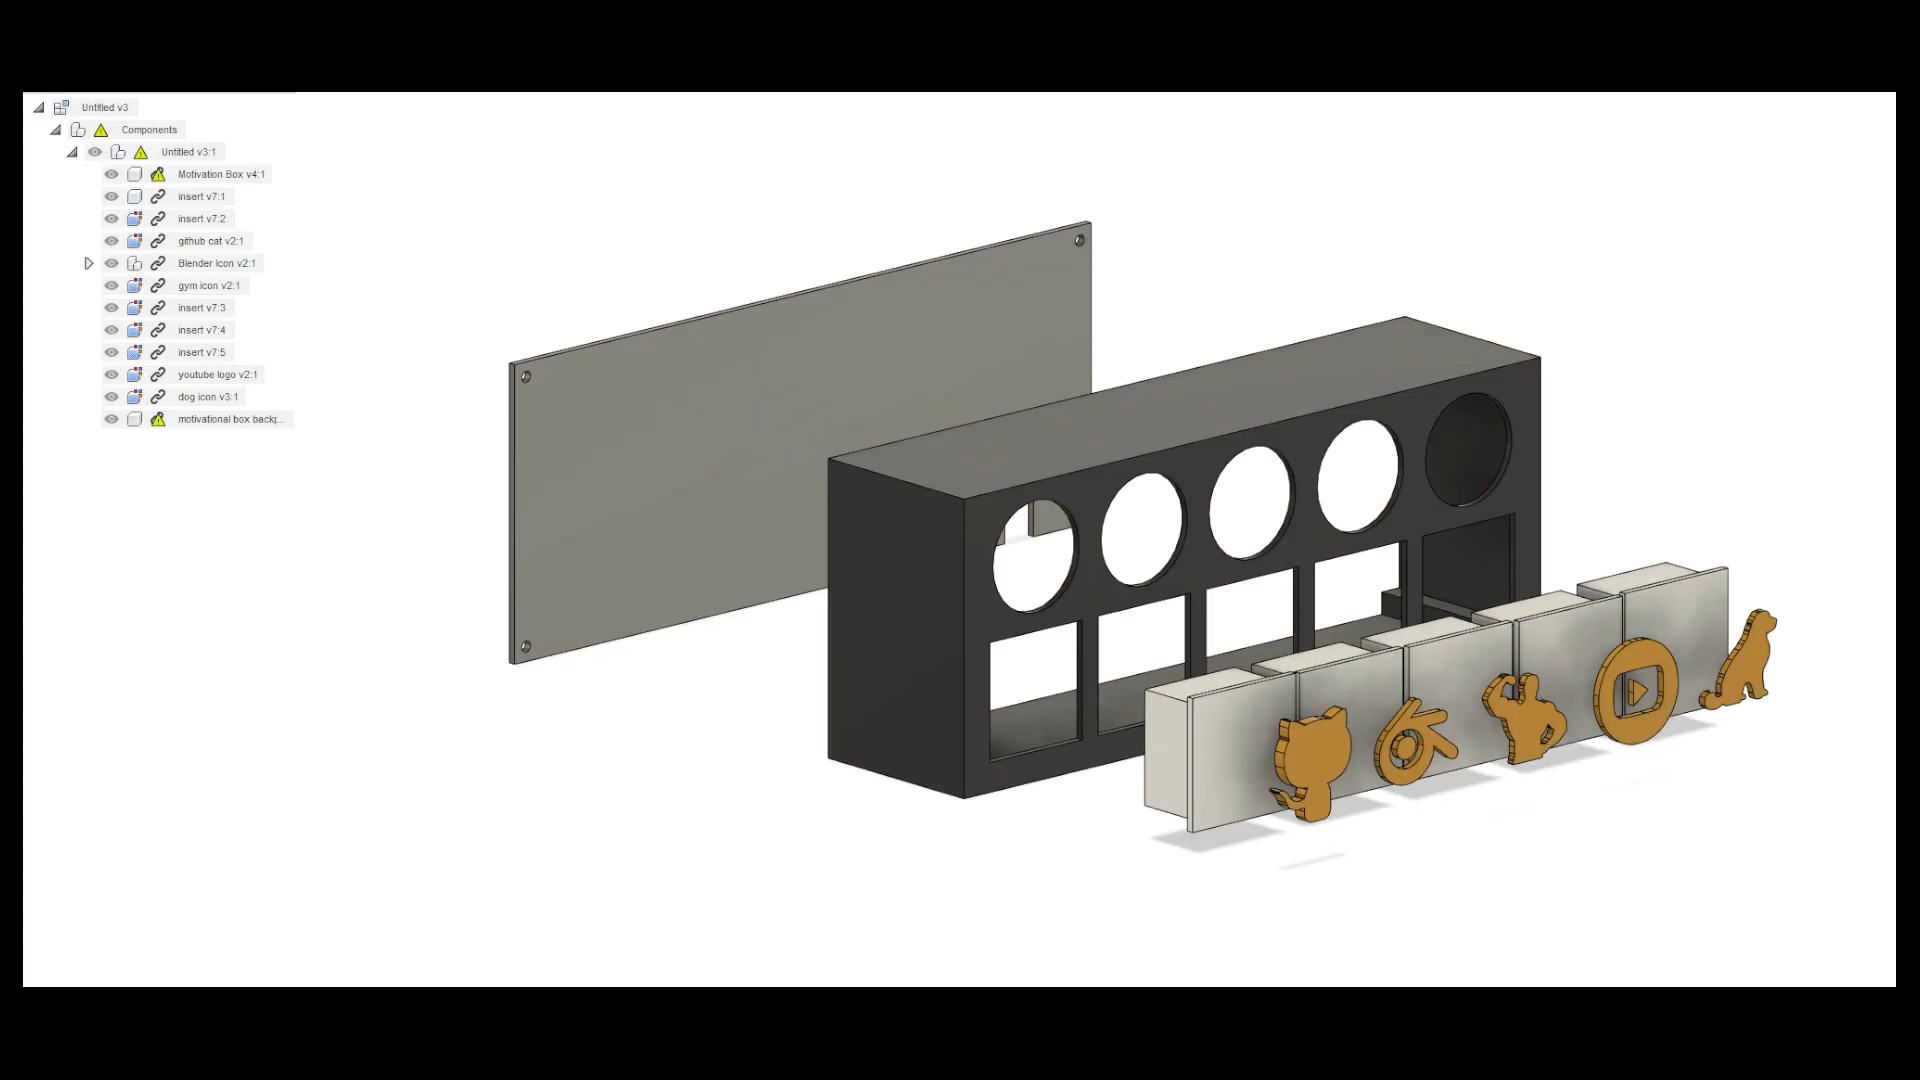 Untitled v3
Components
Untitled v3:1
Motivation Box v4:1
insert v7:1
insert v7:2
github cat v2:1
Blender Icon v2:1
gym icon v2:1
insert v7:3
insert v7:4
insert v7:5
youtube logo v2:1
dog icon v3:1
motivational box backp...